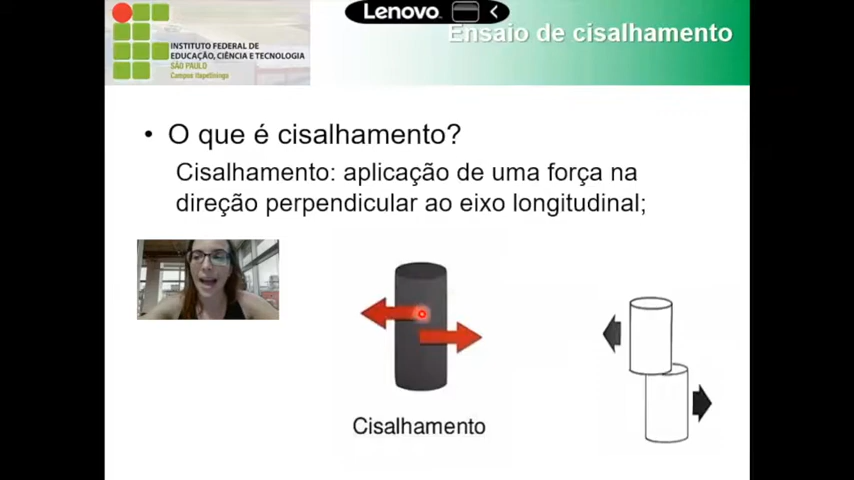 Lenovo
Ensaio de cisalhamento
INSTITUTO FEDERAL DE
EDUCAÇÃO, CIÊNCIA E TECNOLOGIA
SÃO PAULO
Campus Itapetininga
• O que é cisalhamento?
Cisalhamento: aplicação de uma força na
direção perpendicular ao eixo longitudinal;
Cisalhamento